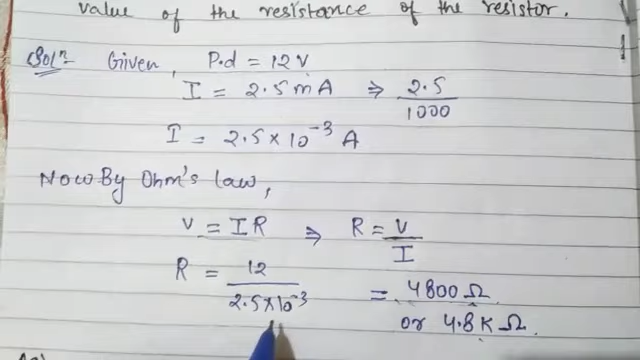 value of the resistance of the resistor.
Solⁿ Given, P.d = 12 V
I = 2.5 mA ⇒ 2.5/1000
I = 2.5 × 10⁻³ A
Now By Ohm's law,
V = IR ⇒ R = V/I
R = 12/2.5×10⁻³ = 4800 Ω
or 4.8 K Ω.